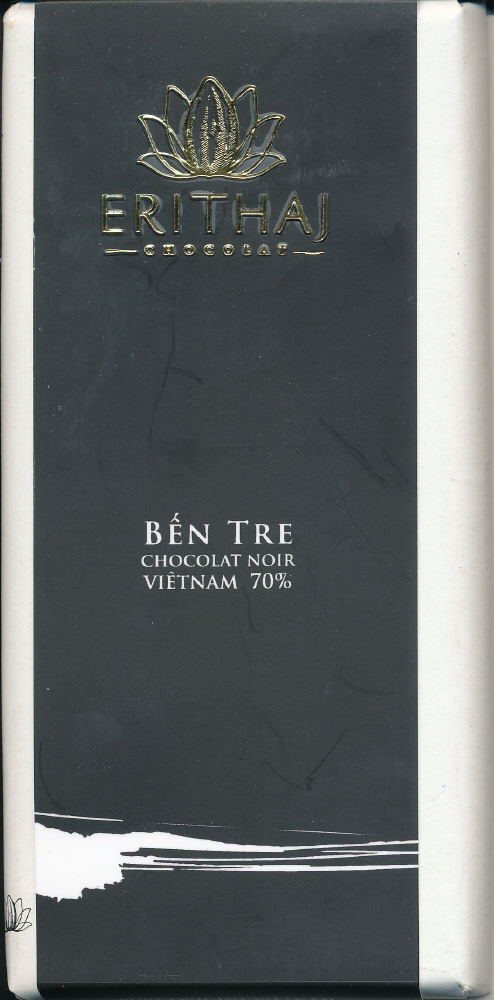 ERITHAJ
CHOCOLAT
BẾN TRE
CHOCOLAT NOIR
VIÊTNAM 70%